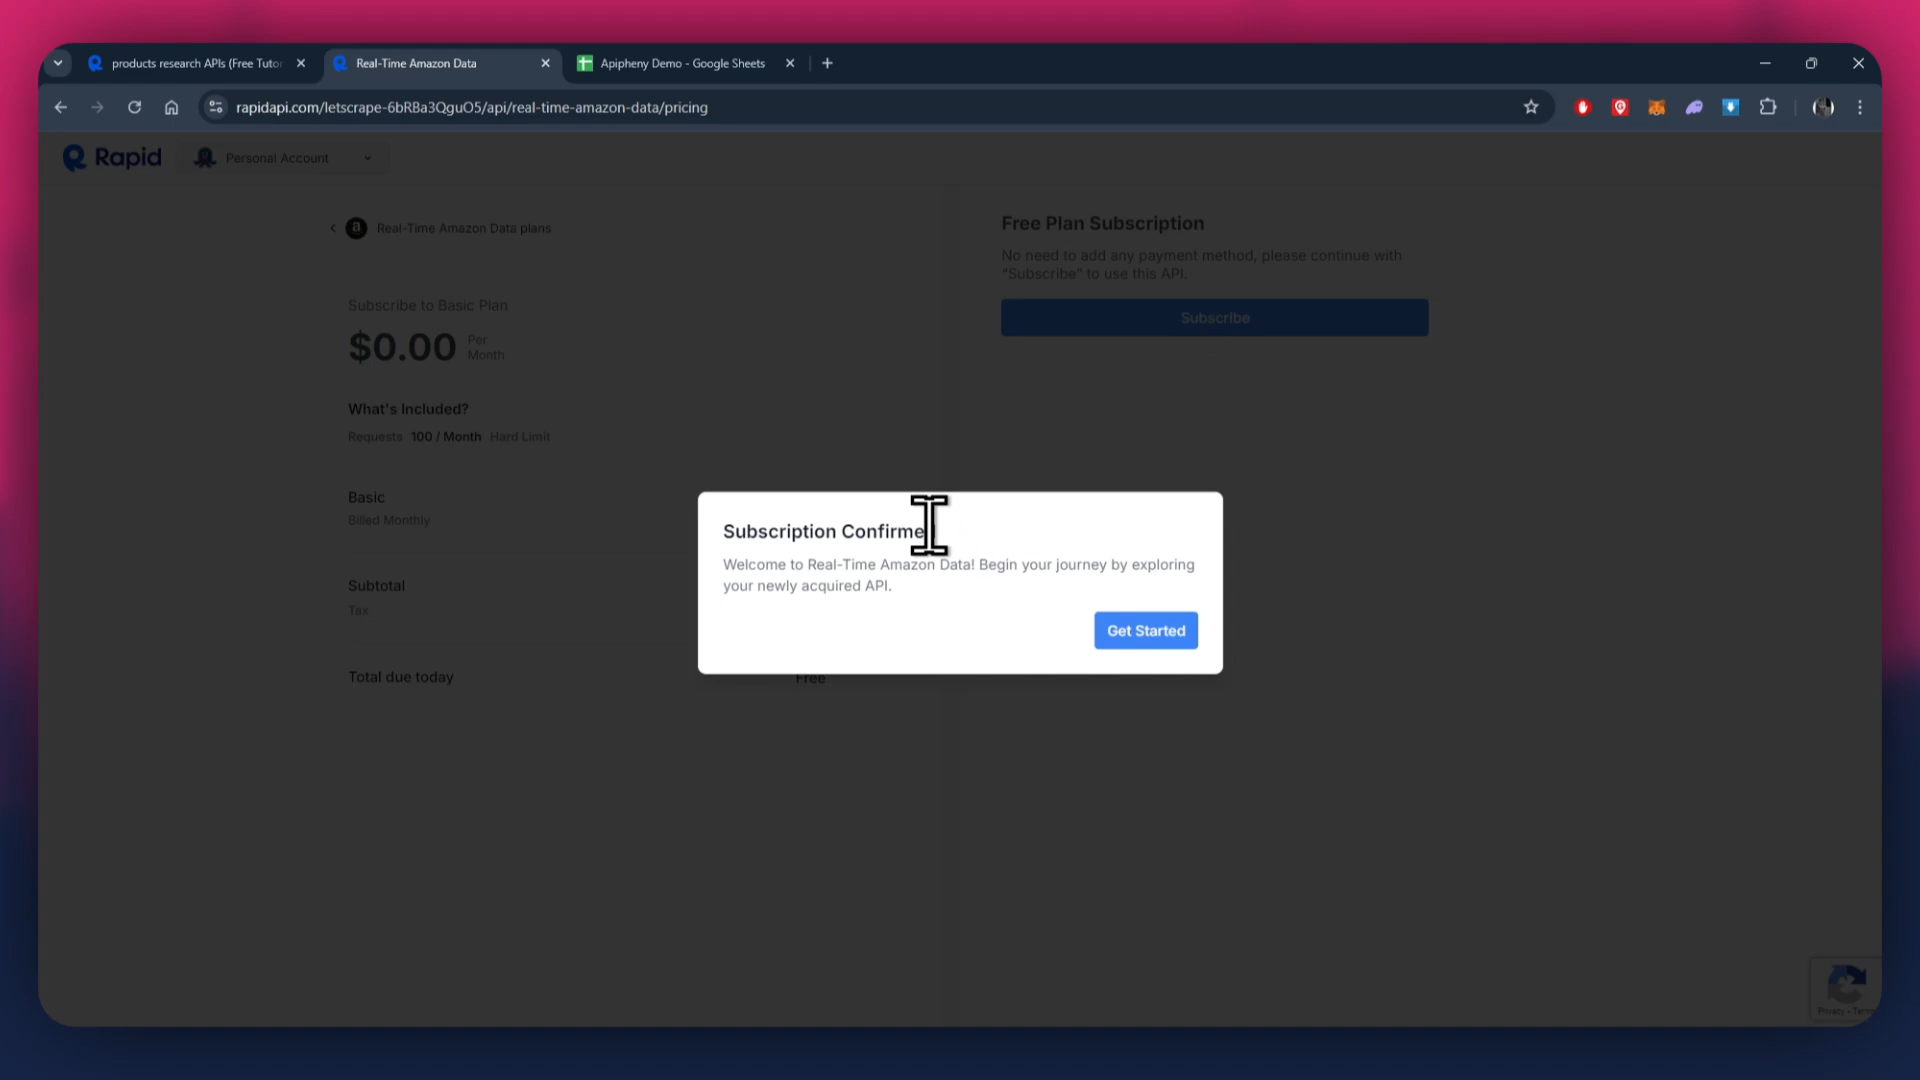 products research APIs (Free Tutor
Real-Time Amazon Data
Apipheny Demo - Google Sheets
rapidapi.com/letscrape-6bRBa3QguO5/api/real-time-amazon-data/pricing
Rapid
Personal Account
Real-Time Amazon Data plans
Subscribe to Basic Plan
$0.00 Per
Month
What's Included?
Requests 100 / Month Hard Limit
Basic
Billed Monthly
Subtotal
Tax
Total due today
Free
Free Plan Subscription
No need to add any payment method, please continue with
"Subscribe" to use this API.
Subscribe
Subscription Confirme
Welcome to Real-Time Amazon Data! Begin your journey by exploring
your newly acquired API.
Get Started
Privacy - Terms